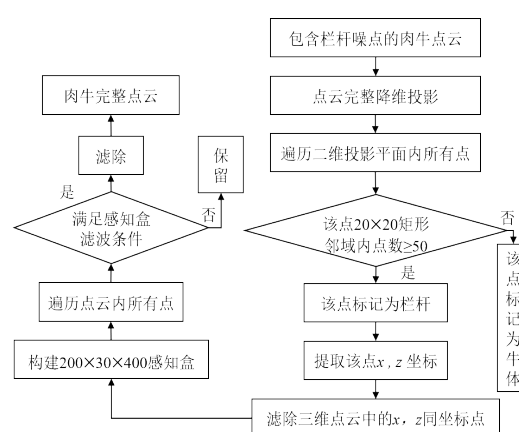 包含栏杆噪点的肉牛点云
点云完整降维投影
遍历二维投影平面内所有点
该点20×20矩形
邻域内点数≥50
否
该
点
标
记
为
牛
体
是
该点标记为栏杆
提取该点x , z 坐标
滤除三维点云中的x，z同坐标点
构建200×30×400感知盒
遍历点云内所有点
满足感知盒
滤波条件
是
否
滤除
保
留
肉牛完整点云